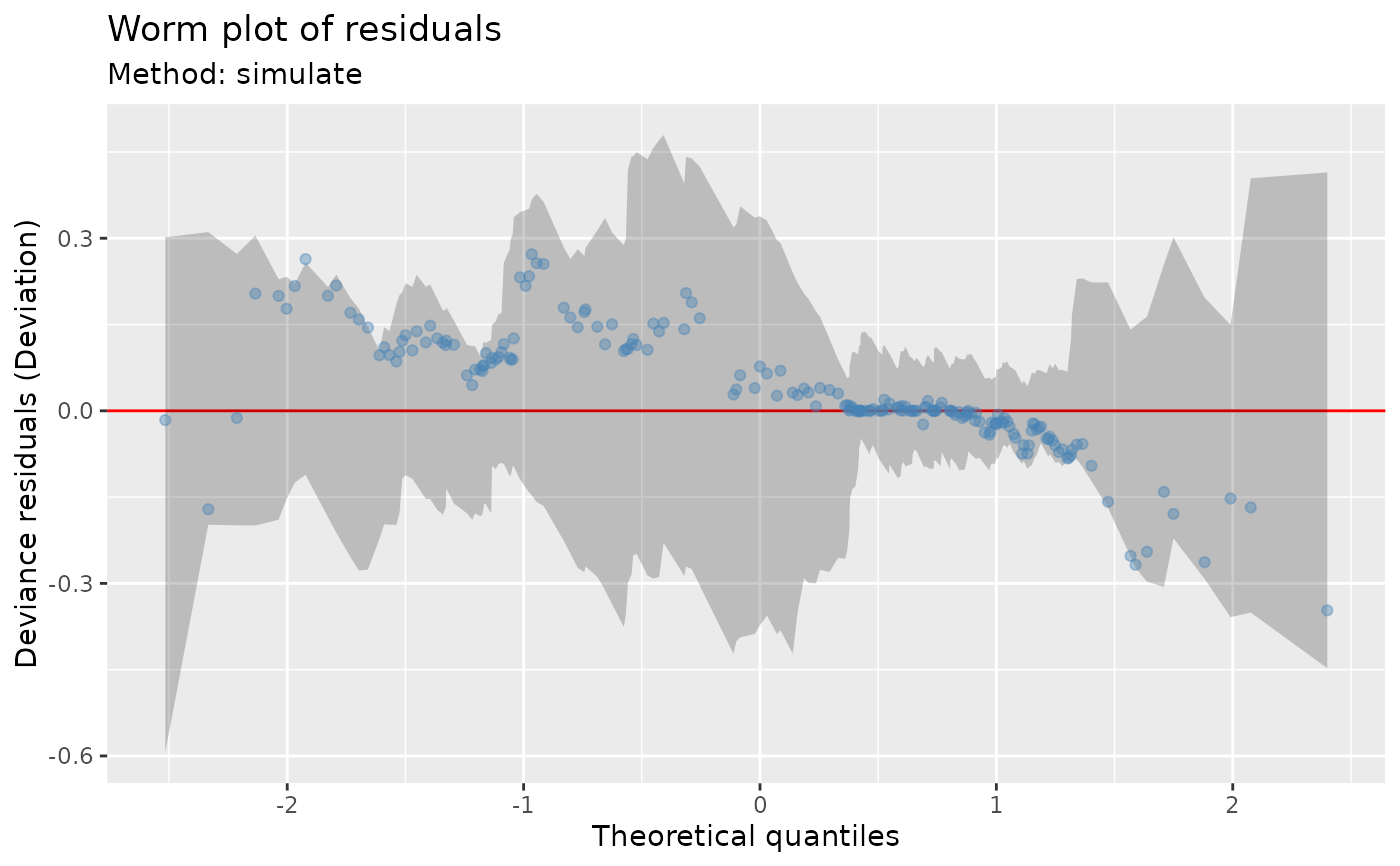 Worm plot of residuals
Method: simulate
Deviance residuals (Deviation)
0.3
0.0
-0.3
-0.6
-2
-1
0
1
2
Theoretical quantiles